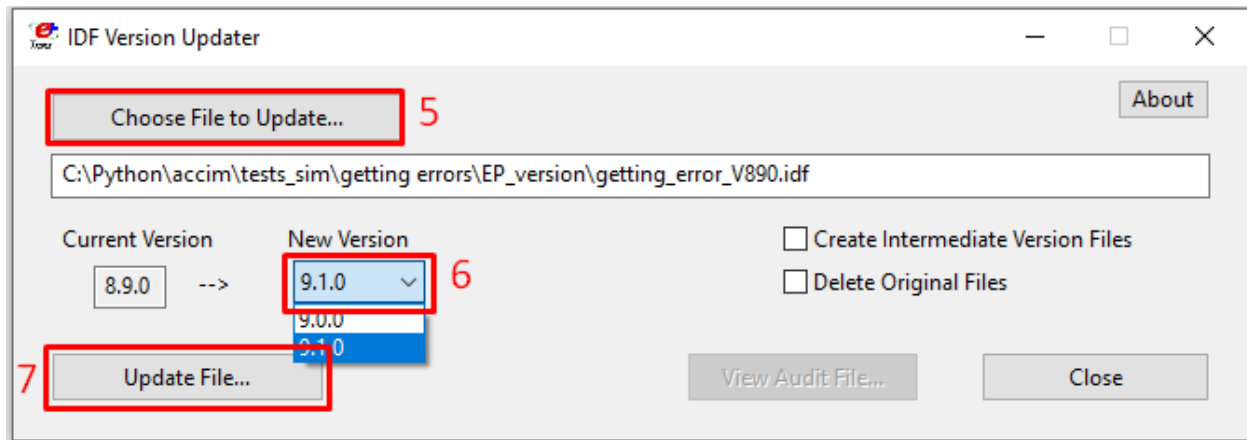 IDF Version Updater
Choose File to Update... 5
About
C:\Python\accim\tests_sim\getting errors\EP_version\getting_error_V890.idf
Current Version New Version
Create Intermediate Version Files
8.9.0 --> 9.1.0 6
Delete Original Files
9.0.0
9.1.0
7 Update File... View Audit File... Close